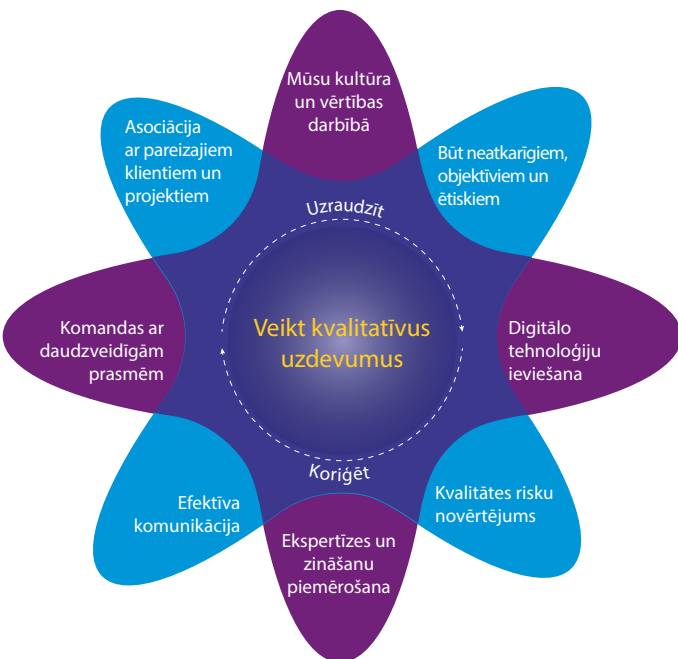 Mūsu kultūra
un vērtības
darbībā
Asociācija
ar pareizajiem
klientiem un
projektiem
Būt neatkarīgiem,
objektīviem un
ētiskiem
Uzraudzīt
Komandas ar
daudzveidīgām
prasmēm
Veikt kvalitatīvus
uzdevumus
Digitālo
tehnoloģiju
ieviešana
Koriģēt
Efektīva
komunikācija
Kvalitātes risku
novērtējums
Ekspertīzes un
zināšanu
piemērošana